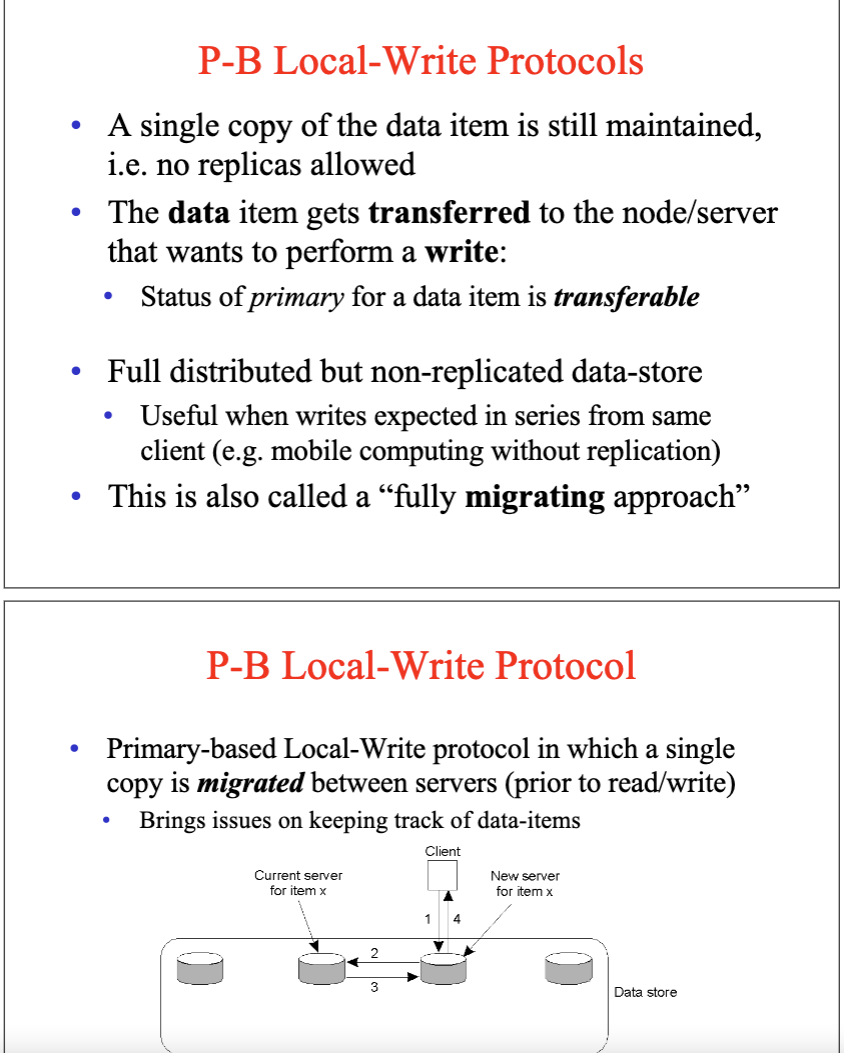 P-B Local-Write Protocols
• A single copy of the data item is still maintained,
i.e. no replicas allowed
• The data item gets transferred to the node/server
that wants to perform a write:
• Status of primary for a data item is transferable
• Full distributed but non-replicated data-store
• Useful when writes expected in series from same
client (e.g. mobile computing without replication)
• This is also called a “fully migrating approach”
P-B Local-Write Protocol
• Primary-based Local-Write protocol in which a single
copy is migrated between servers (prior to read/write)
• Brings issues on keeping track of data-items
Client
Current server
for item x
New server
for item x
1 4
2
3
Data store